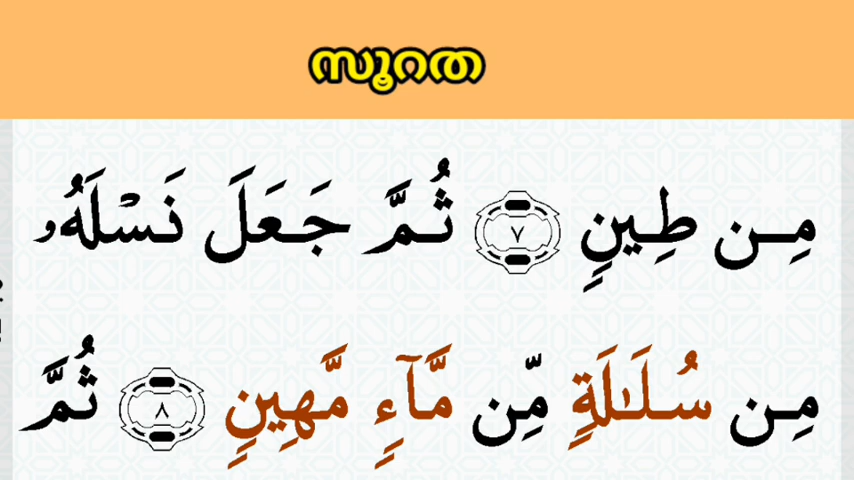 സൂറത
مِن طِينٍ ٧ ثُمَّ جَعَلَ نَسْلَهُۥ
مِن سُلَـٰلَةٍ مِّن مَّآءٍ مَّهِينٍ ٨ ثُمَّ